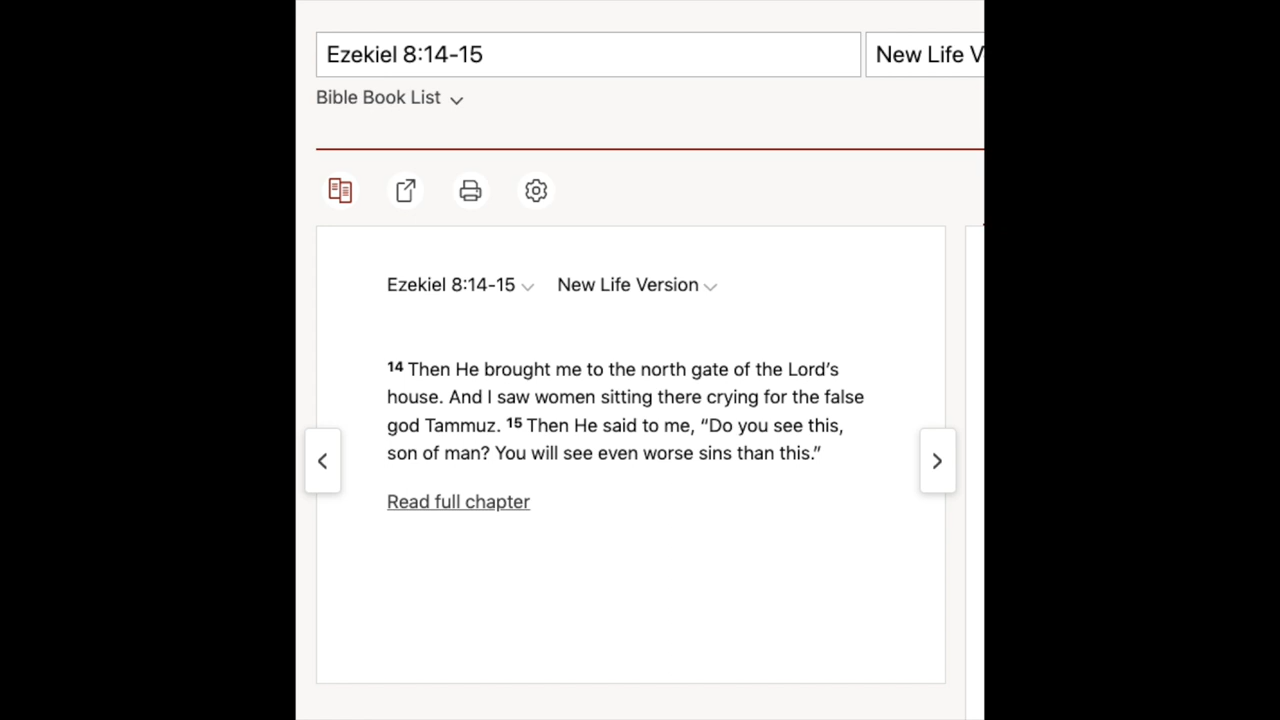 Ezekiel 8:14-15
New Life V
Bible Book List
Ezekiel 8:14-15 New Life Version
14 Then He brought me to the north gate of the Lord’s
house. And I saw women sitting there crying for the false
god Tammuz. 15 Then He said to me, “Do you see this,
son of man? You will see even worse sins than this.”
Read full chapter